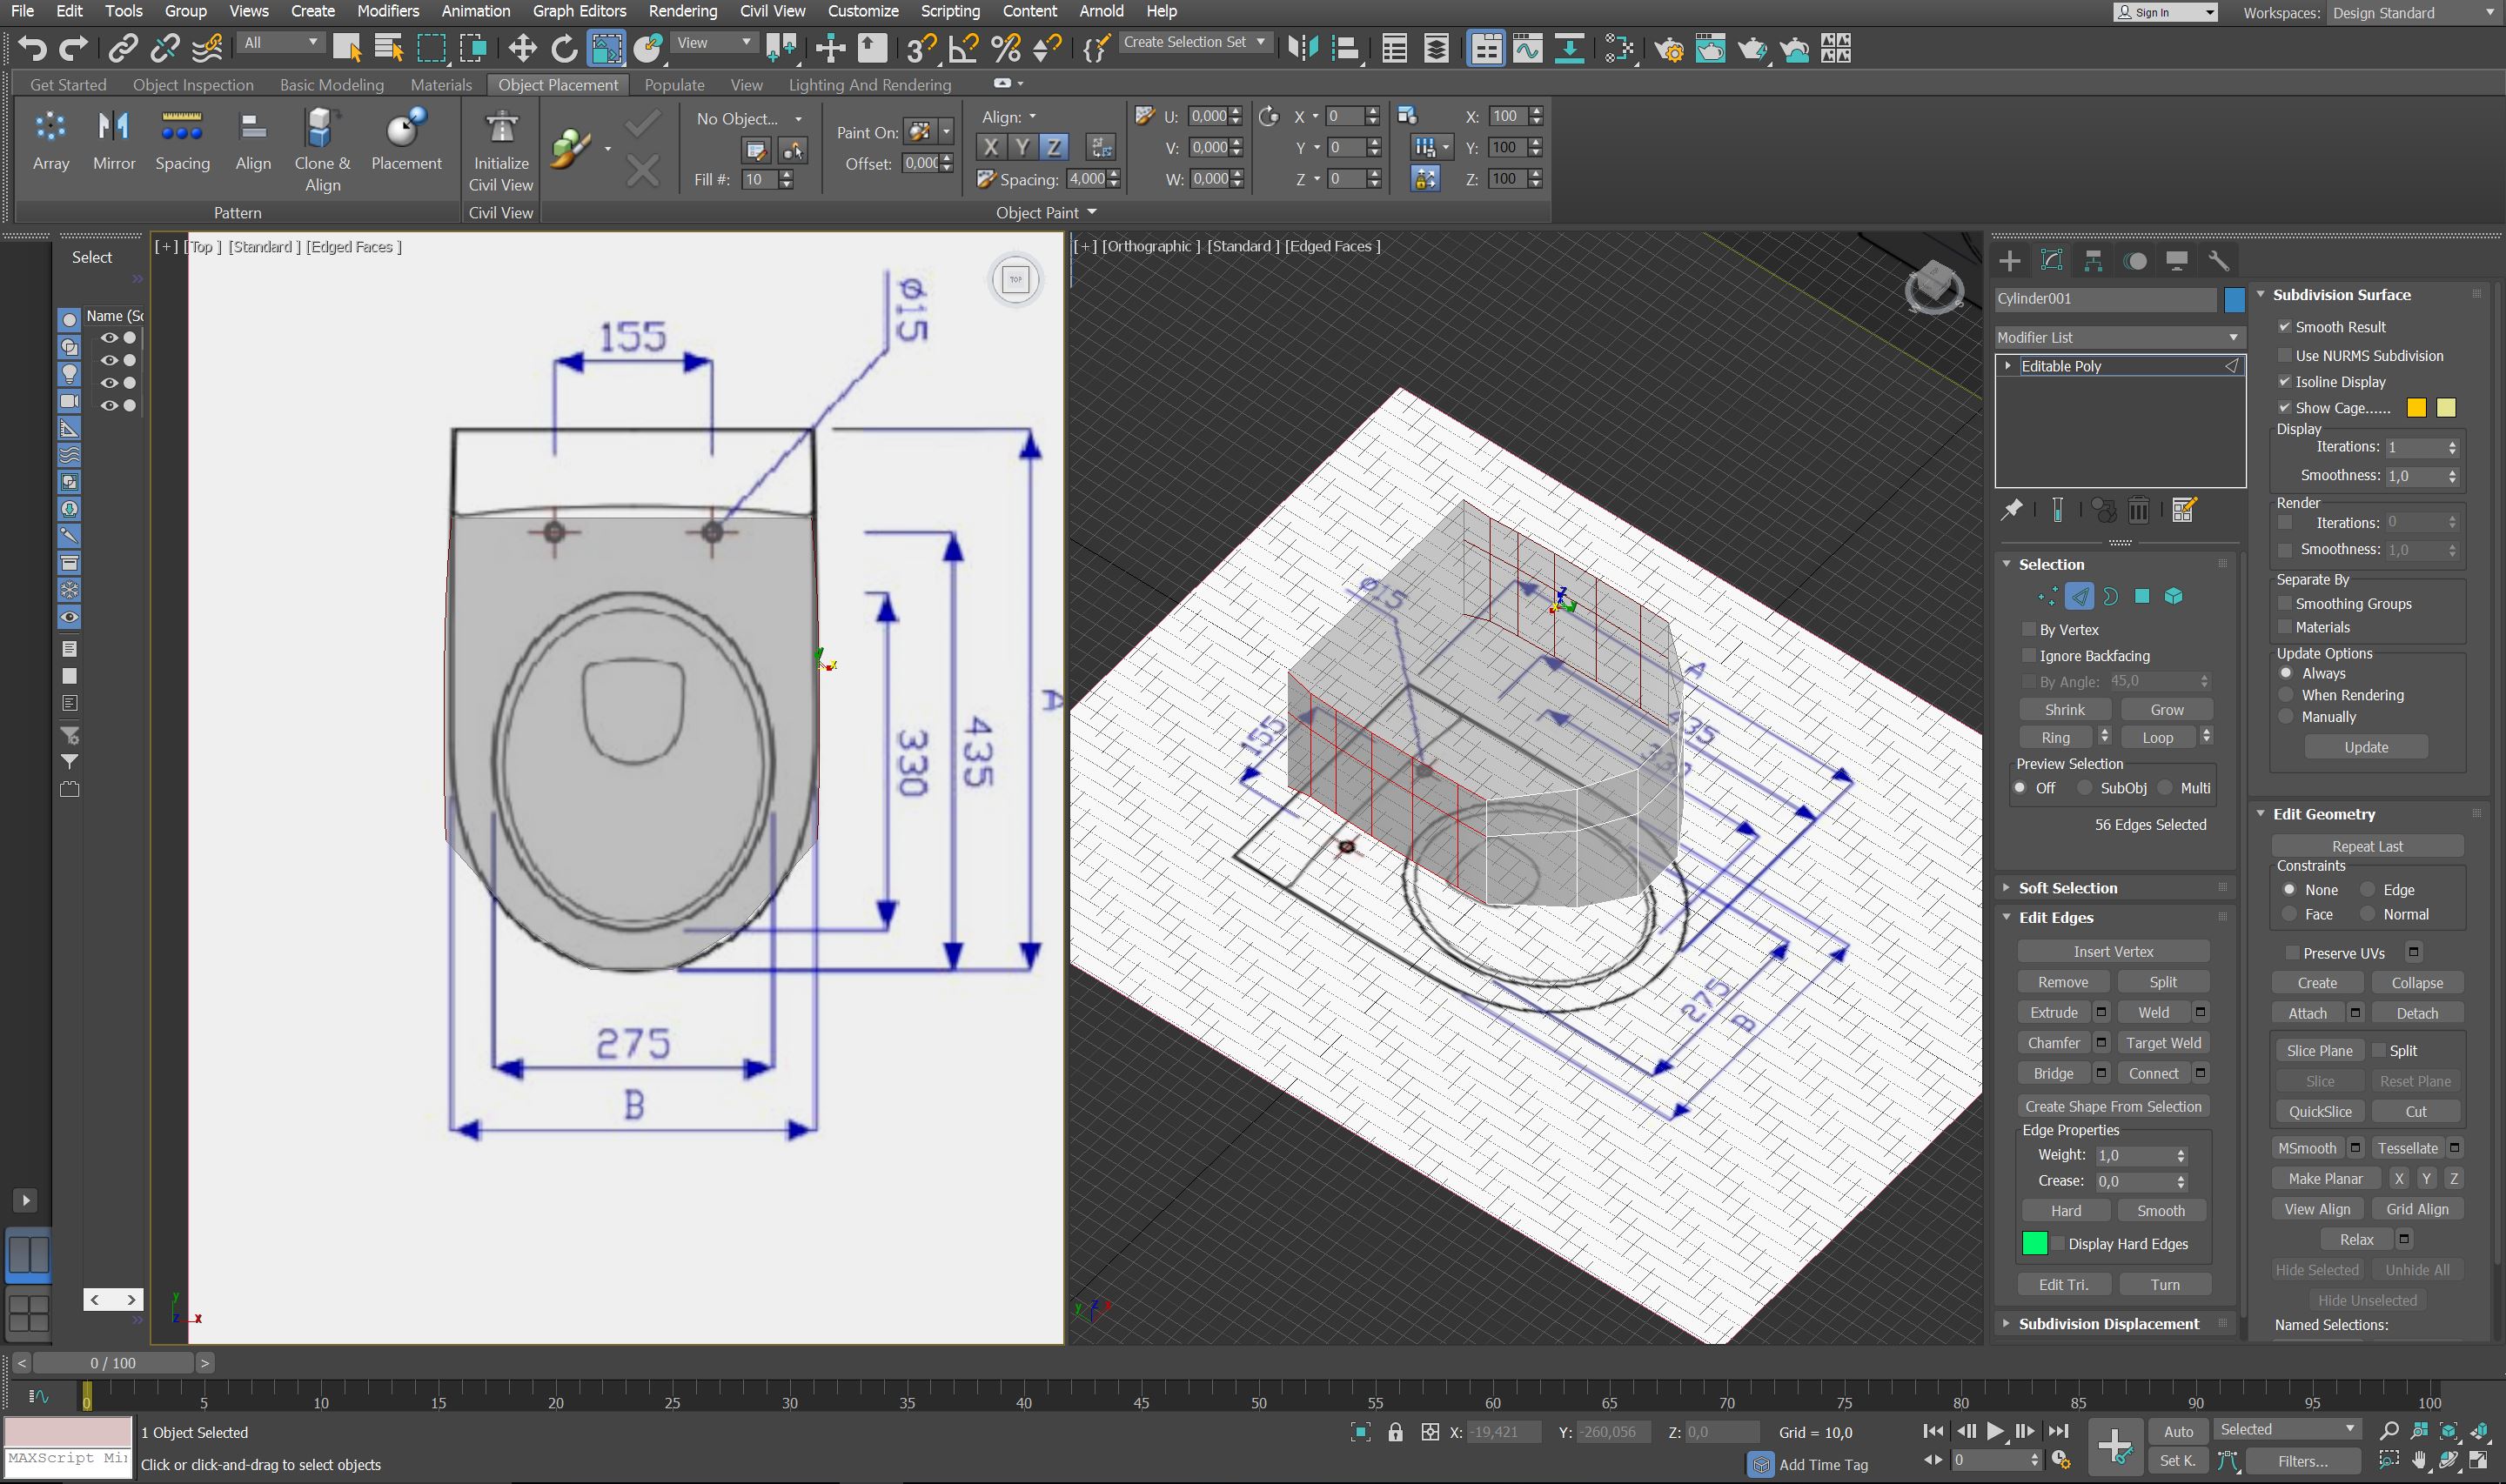 File Edit Tools Group Views Create Modifiers Animation Graph Editors Rendering Civil View Customize Scripting Content Arnold Help
Sign In Workspaces: Design Standard
All View Create Selection Set
Get Started Object Inspection Basic Modeling Materials Object Placement Populate View Lighting And Rendering
Array Mirror Spacing Align Clone & Align Placement
Initialize Civil View
No Object...
Fill #: 10
Paint On:
Offset: 0,000
Align:
X Y Z
Spacing: 4,000
U: 0,000
V: 0,000
W: 0,000
X 0
Y 0
Z 0
X: 100
Y: 100
Z: 100
Pattern Civil View Object Paint
Select
Name (Sc
[+] [Top ] [Standard ] [Edged Faces ]
TOP
155
ø15
A
435
330
275
B
y
z x
[+] [Orthographic ] [Standard ] [Edged Faces ]
ø15
155
A
435
330
275
B
Cylinder001
Modifier List
Editable Poly
Selection
By Vertex
Ignore Backfacing
By Angle: 45,0
Shrink Grow
Ring Loop
Preview Selection
Off SubObj Multi
56 Edges Selected
Soft Selection
Edit Edges
Insert Vertex
Remove Split
Extrude Weld
Chamfer Target Weld
Bridge Connect
Create Shape From Selection
Edge Properties
Weight: 1,0
Crease: 0,0
Hard Smooth
Display Hard Edges
Edit Tri. Turn
Subdivision Displacement
Subdivision Surface
Smooth Result
Use NURMS Subdivision
Isoline Display
Show Cage......
Display
Iterations: 1
Smoothness: 1,0
Render
Iterations: 0
Smoothness: 1,0
Separate By
Smoothing Groups
Materials
Update Options
Always
When Rendering
Manually
Update
Edit Geometry
Repeat Last
Constraints
None Edge
Face Normal
Preserve UVs
Create Collapse
Attach Detach
Slice Plane Split
Slice Reset Plane
QuickSlice Cut
MSmooth Tessellate
Make Planar X Y Z
View Align Grid Align
Relax
Hide Selected Unhide All
Hide Unselected
Named Selections:
< 0 / 100 >
0 5 10 15 20 25 30 35 40 45 50 55 60 65 70 75 80 85 90 95 100
1 Object Selected
X: -19,421 Y: -260,056 Z: 0,0 Grid = 10,0
Auto Selected
MAXScript Mi
Click or click-and-drag to select objects
Add Time Tag
0
Set K. Filters...